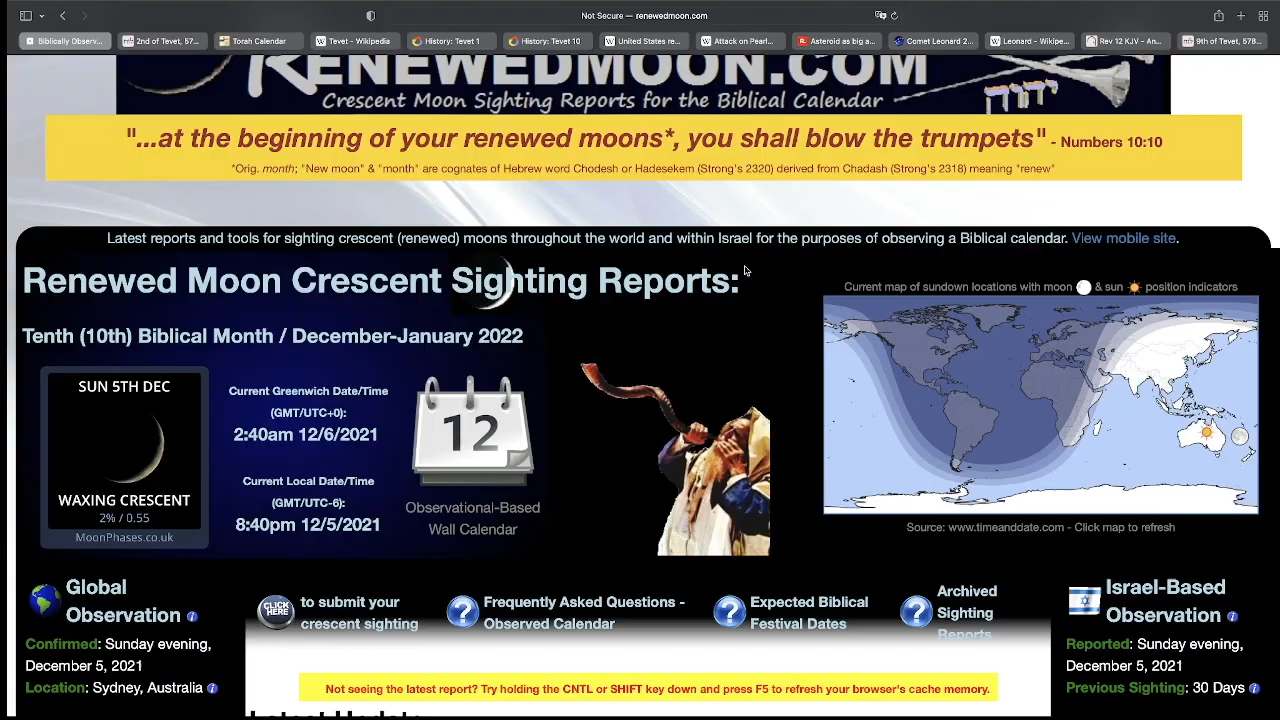 Not Secure — renewedmoon.com
Biblically Observ...
2nd of Tevet, 57...
Torah Calendar
Tevet - Wikipedia
History: Tevet 1
History: Tevet 10
United States re...
Attack on Pearl...
Asteroid as big a...
Comet Leonard 2...
Leonard - Wikipe...
Rev 12 KJV - An...
9th of Tevet, 578...
RENEWEDMOON.COM
Crescent Moon Sighting Reports for the Biblical Calendar
"...at the beginning of your renewed moons*, you shall blow the trumpets" - Numbers 10:10
*Orig. month; "New moon" & "month" are cognates of Hebrew word Chodesh or Hadesekem (Strong's 2320) derived from Chadash (Strong's 2318) meaning "renew"
Latest reports and tools for sighting crescent (renewed) moons throughout the world and within Israel for the purposes of observing a Biblical calendar. View mobile site.
Renewed Moon Crescent Sighting Reports:
Current map of sundown locations with moon & sun position indicators
Tenth (10th) Biblical Month / December-January 2022
SUN 5TH DEC
WAXING CRESCENT
2% / 0.55
MoonPhases.co.uk
Current Greenwich Date/Time
(GMT/UTC+0):
2:40am 12/6/2021
Current Local Date/Time
(GMT/UTC-6):
8:40pm 12/5/2021
12
Observational-Based
Wall Calendar
Source: www.timeanddate.com - Click map to refresh
Global
Observation
Confirmed: Sunday evening,
December 5, 2021
Location: Sydney, Australia
CLICK
HERE
to submit your
crescent sighting
Frequently Asked Questions -
Observed Calendar
Expected Biblical
Festival Dates
Archived
Sighting
Reports
Israel-Based
Observation
Reported: Sunday evening,
December 5, 2021
Previous Sighting: 30 Days
Not seeing the latest report? Try holding the CNTL or SHIFT key down and press F5 to refresh your browser's cache memory.
Latest Update